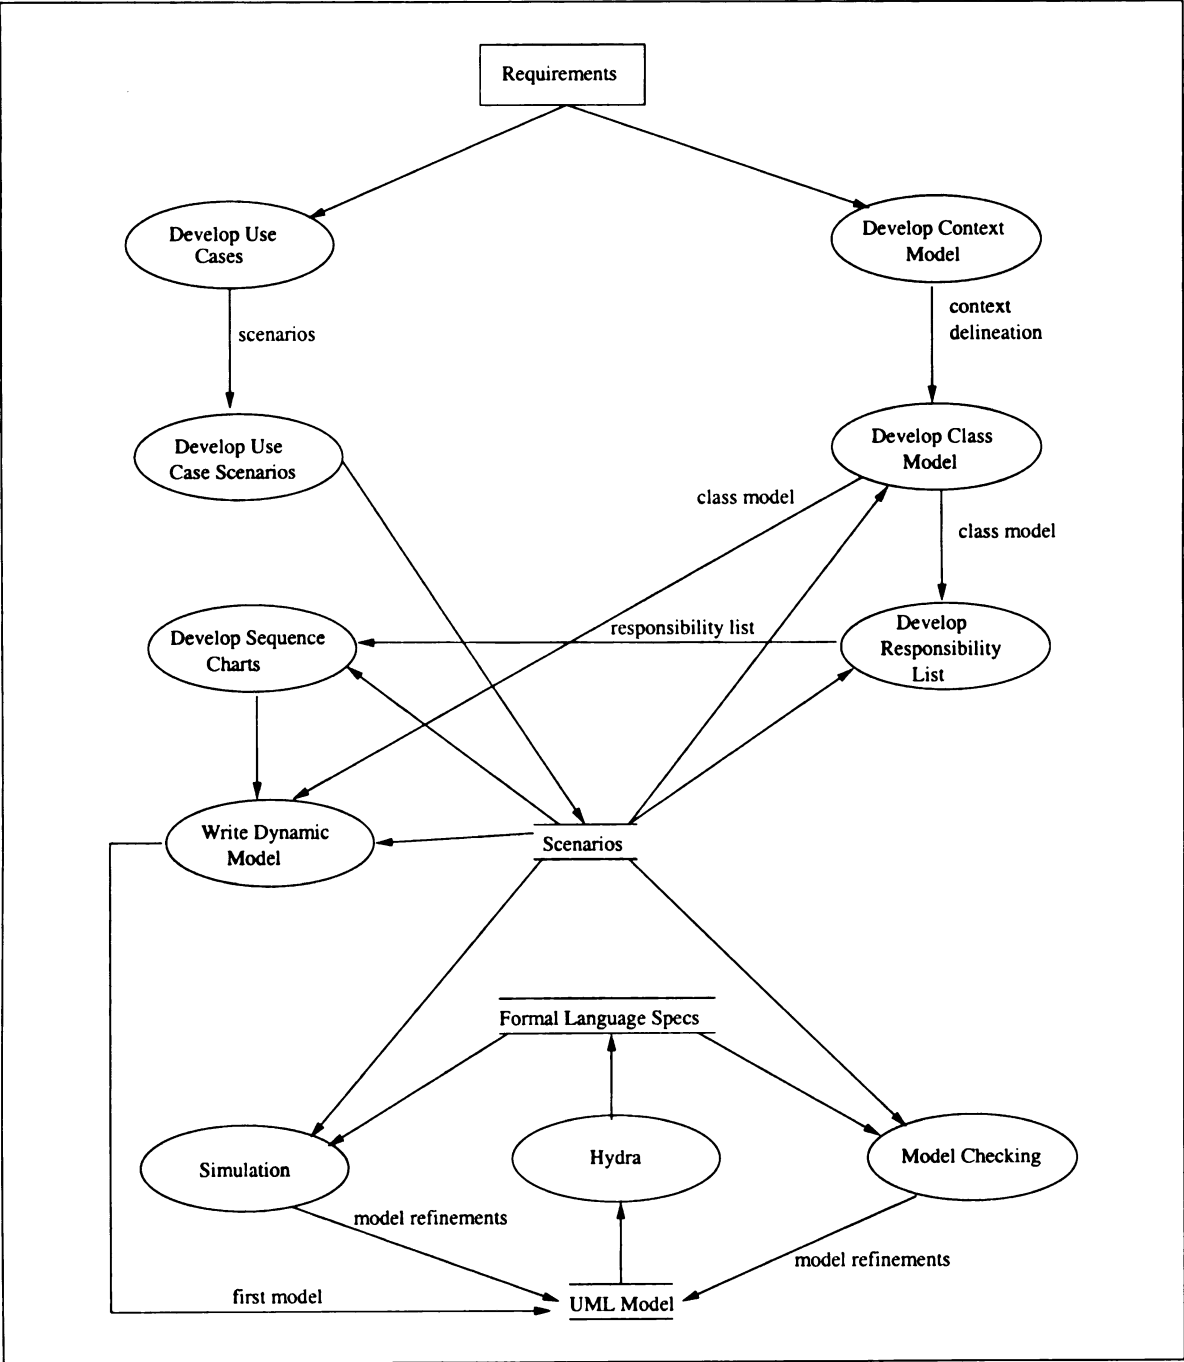 Requirements
Develop Use
Cases
Develop Context
Model
scenarios
context
delineation
Develop Use
Case Scenarios
Develop Class
Model
class model
class model
Develop Sequence
Charts
responsibility list
Develop
Responsibility
List
Write Dynamic
Model
Scenarios
Formal Language Specs
Simulation
Hydra
Model Checking
model refinements
model refinements
first model
UML Model